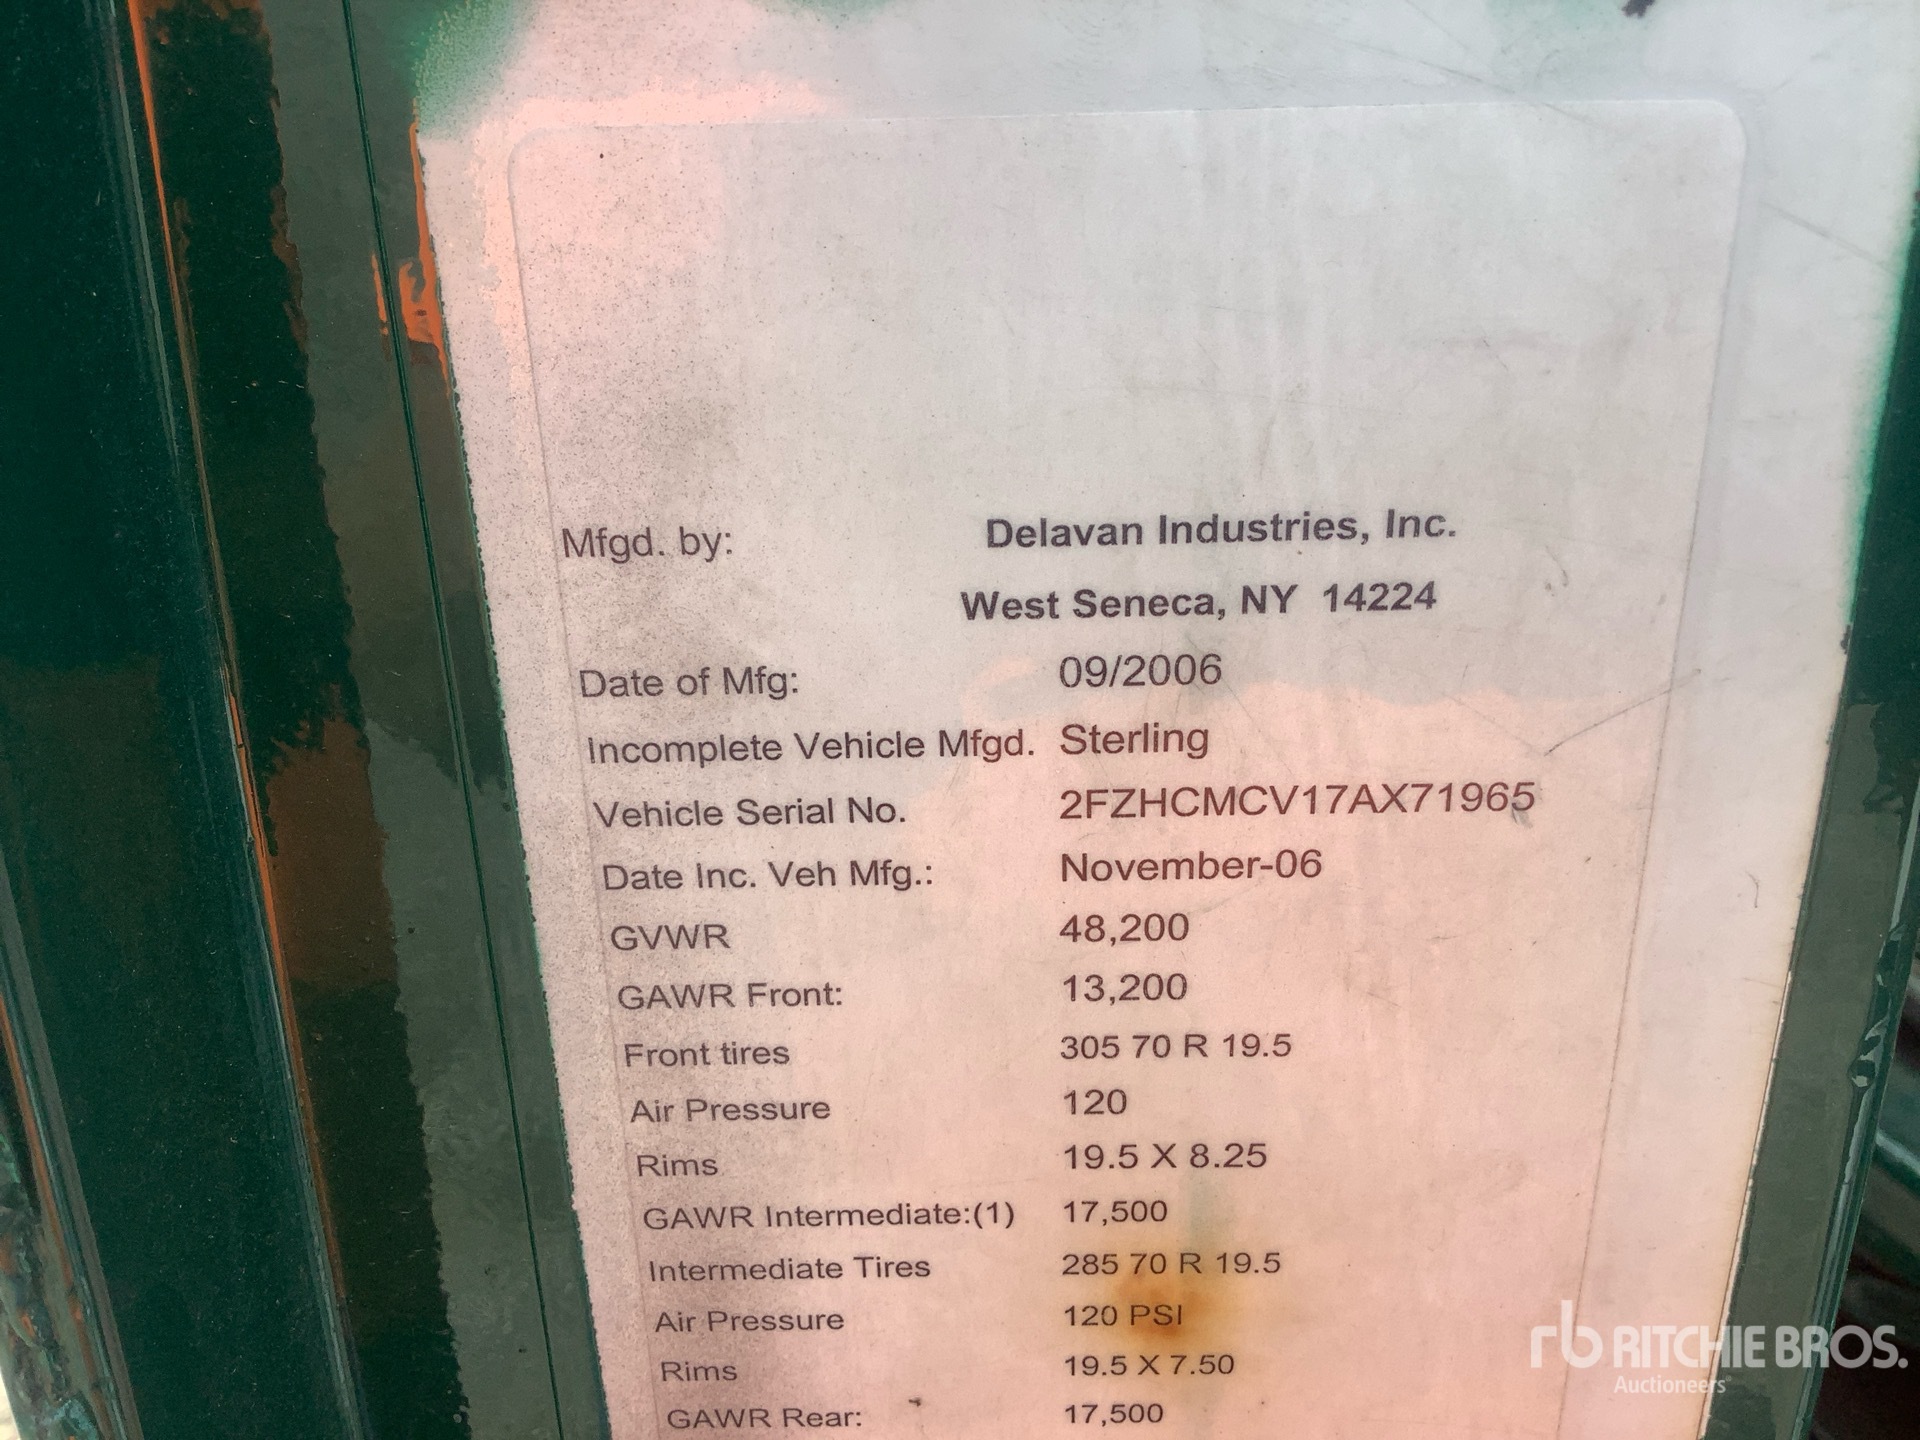 Mfgd. by: Delavan Industries, Inc.
West Seneca, NY 14224
Date of Mfg: 09/2006
Incomplete Vehicle Mfgd. Sterling
Vehicle Serial No. 2FZHCMCV17AX71965
Date Inc. Veh Mfg.: November-06
GVWR 48,200
GAWR Front: 13,200
Front tires 305 70 R 19.5
Air Pressure 120
Rims 19.5 X 8.25
GAWR Intermediate:(1) 17,500
Intermediate Tires 285 70 R 19.5
Air Pressure 120 PSI
Rims 19.5 X 7.50
GAWR Rear: 17,500
rb RITCHIE BROS.
Auctioneers